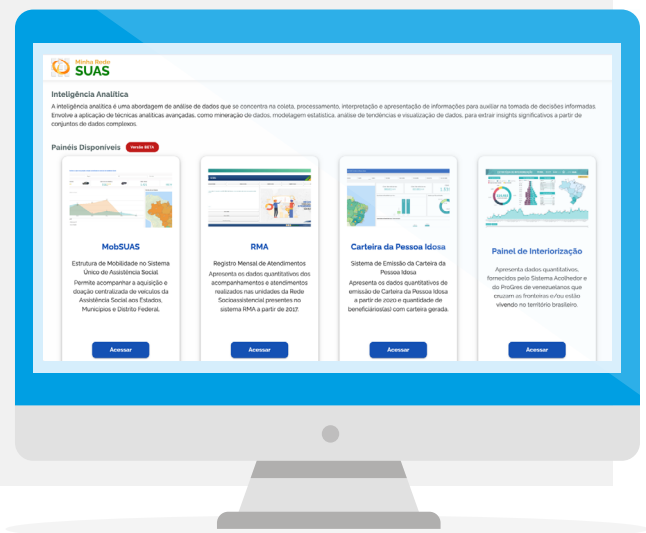 Minha Rede
SUAS
Inteligência Analítica
A inteligência analítica é uma abordagem de análise de dados que se concentra na coleta, processamento, interpretação e apresentação de informações para auxiliar na tomada de decisões informadas.
Envolve a aplicação de técnicas analíticas avançadas, como mineração de dados, modelagem estatística, análise de tendências e visualização de dados, para extrair insights significativos a partir de
conjuntos de dados complexos.
Painéis Disponíveis Versão BETA
MobSUAS
Estrutura de Mobilidade no Sistema
Único de Assistência Social
Permite acompanhar a aquisição e
doação centralizada de veículos da
Assistência Social aos Estados,
Municípios e Distrito Federal.
Acessar
RMA
Registro Mensal de Atendimentos
Apresenta os dados quantitativos dos
acompanhamentos e atendimentos
realizados nas unidades da Rede
Socioassistencial presentes no
sistema RMA a partir de 2017.
Acessar
Carteira da Pessoa Idosa
Sistema de Emissão da Carteira da
Pessoa Idosa
Apresenta os dados quantitativos de
emissão de Carteira da Pessoa Idosa
a partir de 2020 e quantidade de
beneficiários(as) com carteira gerada.
Acessar
Painel de Interiorização
Apresenta dados quantitativos,
fornecidos pelo Sistema Acolhedor e
do ProGres de venezuelanos que
cruzam as fronteiras e/ou estão
vivendo no território brasileiro.
Acessar